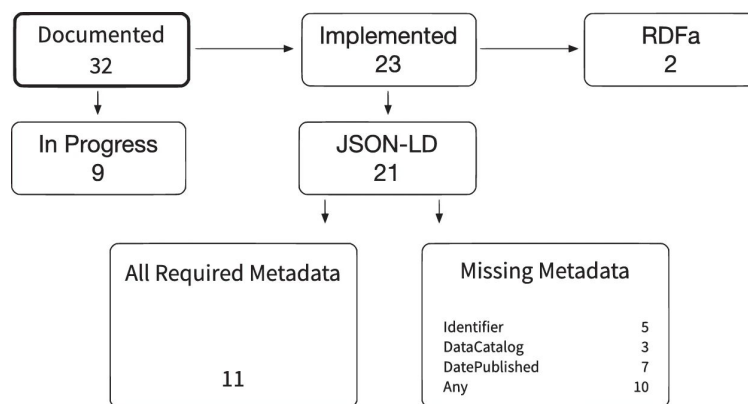 Documented
32
Implemented
23
RDFa
2
In Progress
9
JSON-LD
21
All Required Metadata
11
Missing Metadata
Identifier 5
DataCatalog 3
DatePublished 7
Any 10